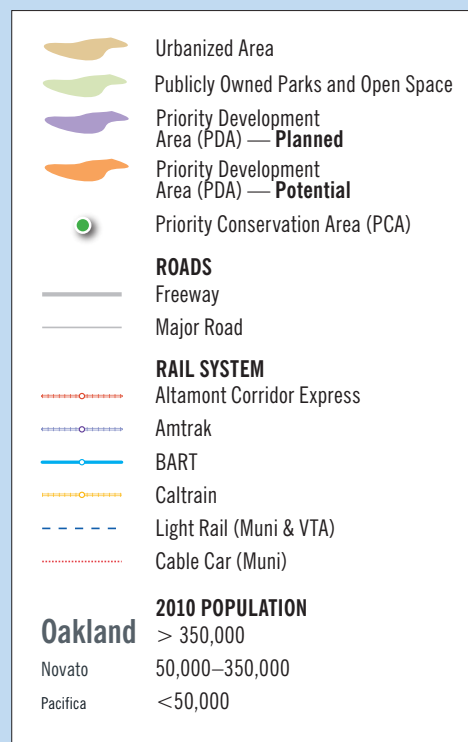 Urbanized Area
Publicly Owned Parks and Open Space
Priority Development
Area (PDA) — Planned
Priority Development
Area (PDA) — Potential
Priority Conservation Area (PCA)
ROADS
Freeway
Major Road
RAIL SYSTEM
Altamont Corridor Express
Amtrak
BART
Caltrain
Light Rail (Muni & VTA)
Cable Car (Muni)
2010 POPULATION
Oakland > 350,000
Novato 50,000–350,000
Pacifica <50,000